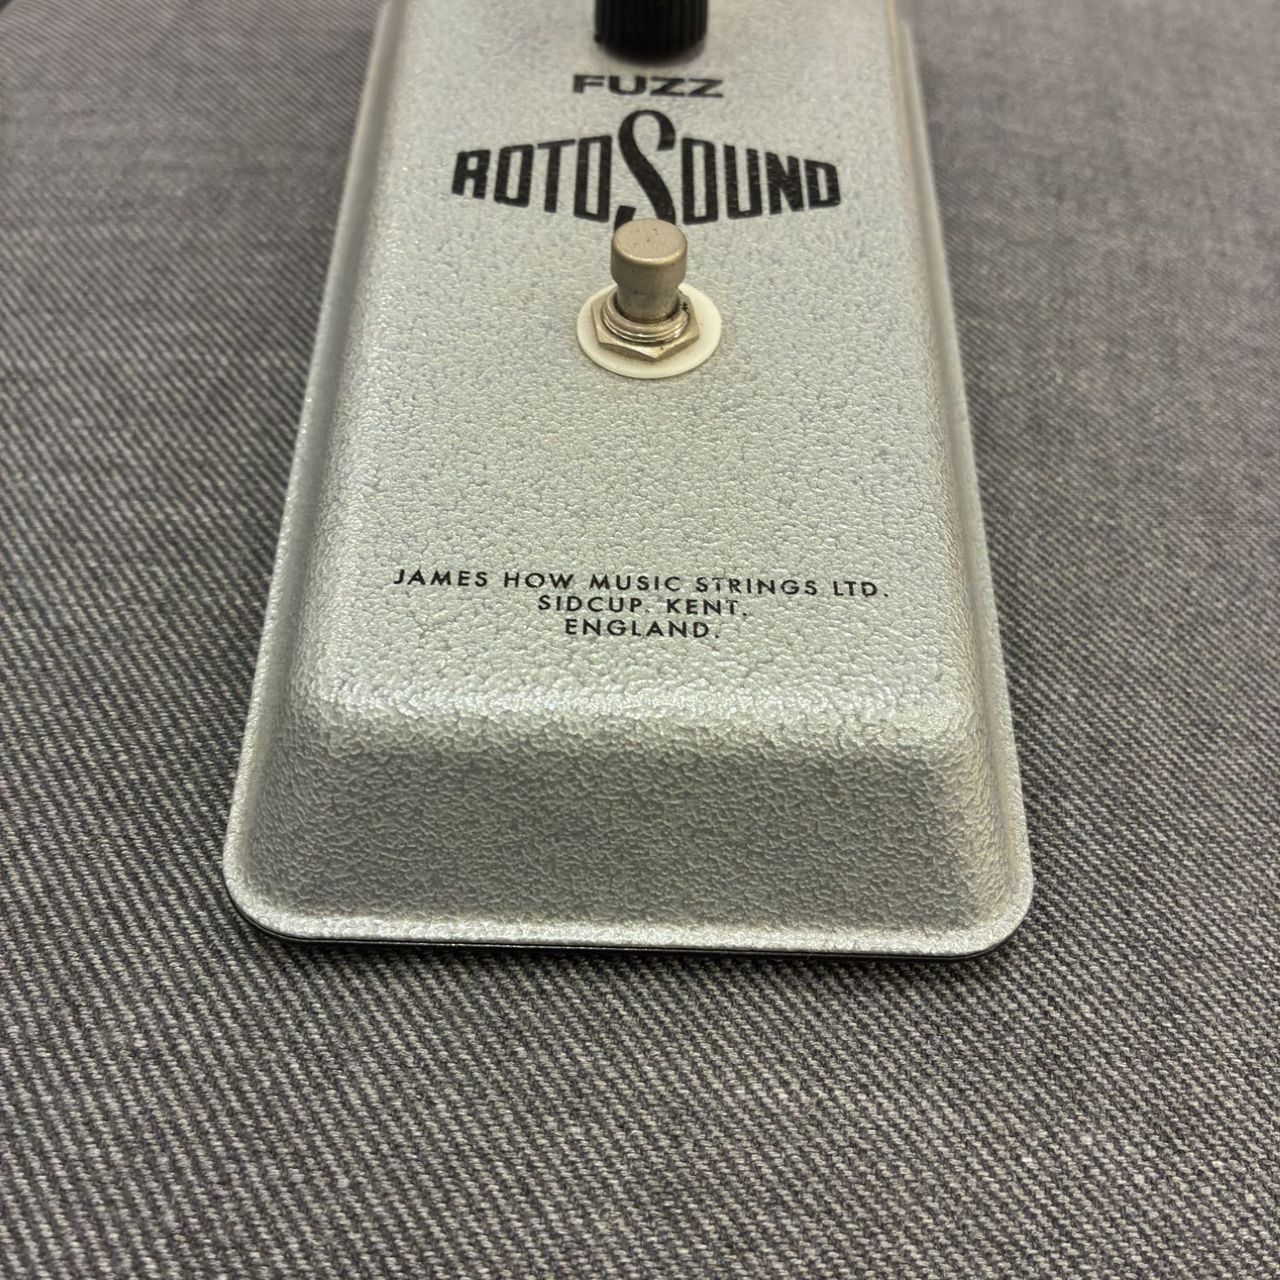 FUZZ
ROTOSOUND
JAMES HOW MUSIC STRINGS LTD.
SIDCUP. KENT.
ENGLAND.